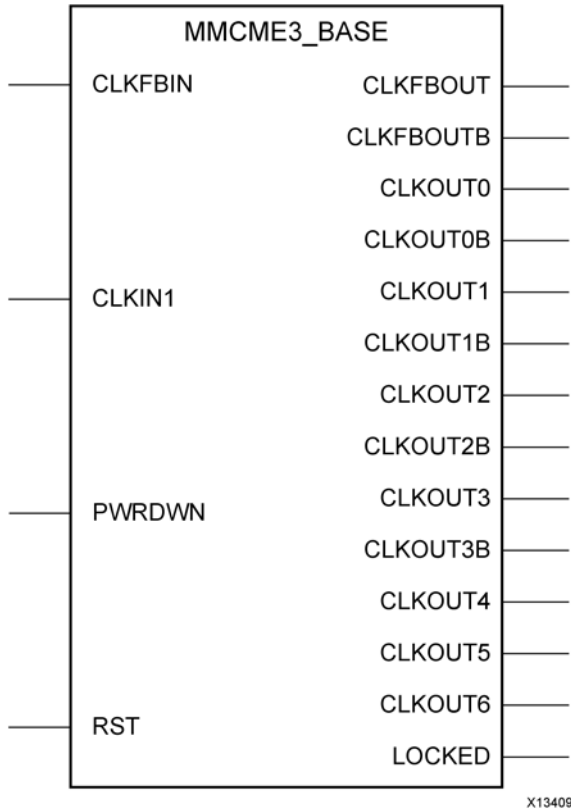 MMCME3_BASE
CLKFBIN
CLKFBOUT
CLKFBOUTB
CLKOUT0
CLKOUT0B
CLKIN1
CLKOUT1
CLKOUT1B
CLKOUT2
CLKOUT2B
PWRDWN
CLKOUT3
CLKOUT3B
CLKOUT4
CLKOUT5
CLKOUT6
RST
LOCKED
X13409